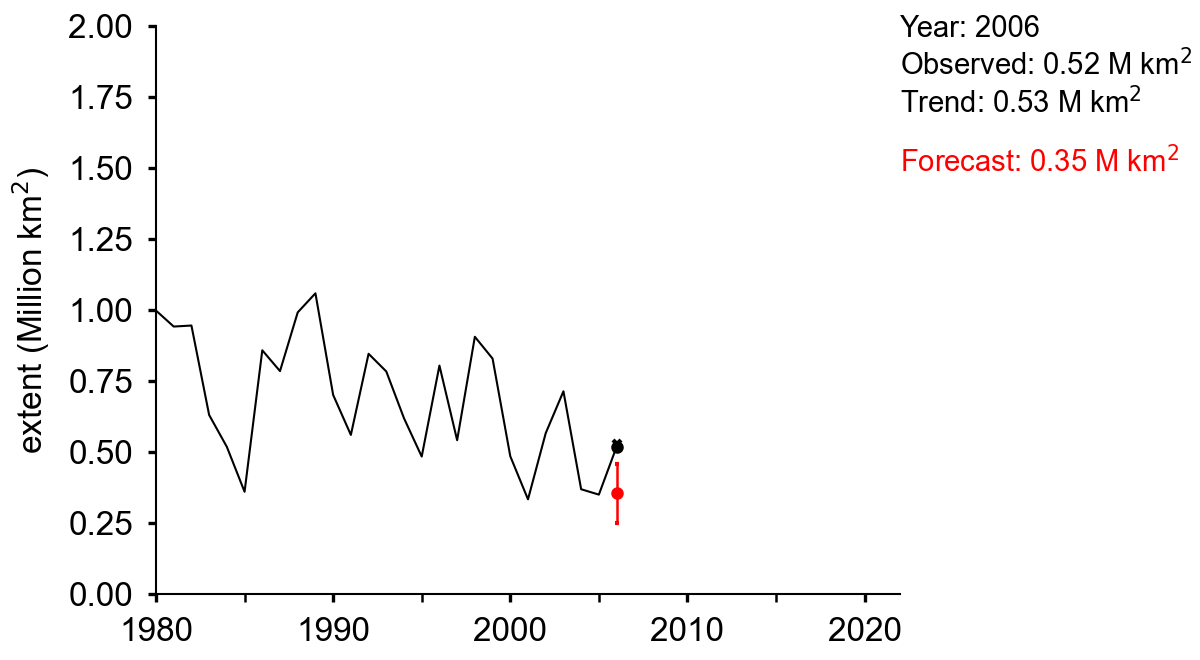 2.00
1.75
1.50
1.25
1.00
0.75
0.50
0.25
0.00
extent (Million km²)
1980 1990 2000 2010 2020
Year: 2006
Observed: 0.52 M km²
Trend: 0.53 M km²
Forecast: 0.35 M km²